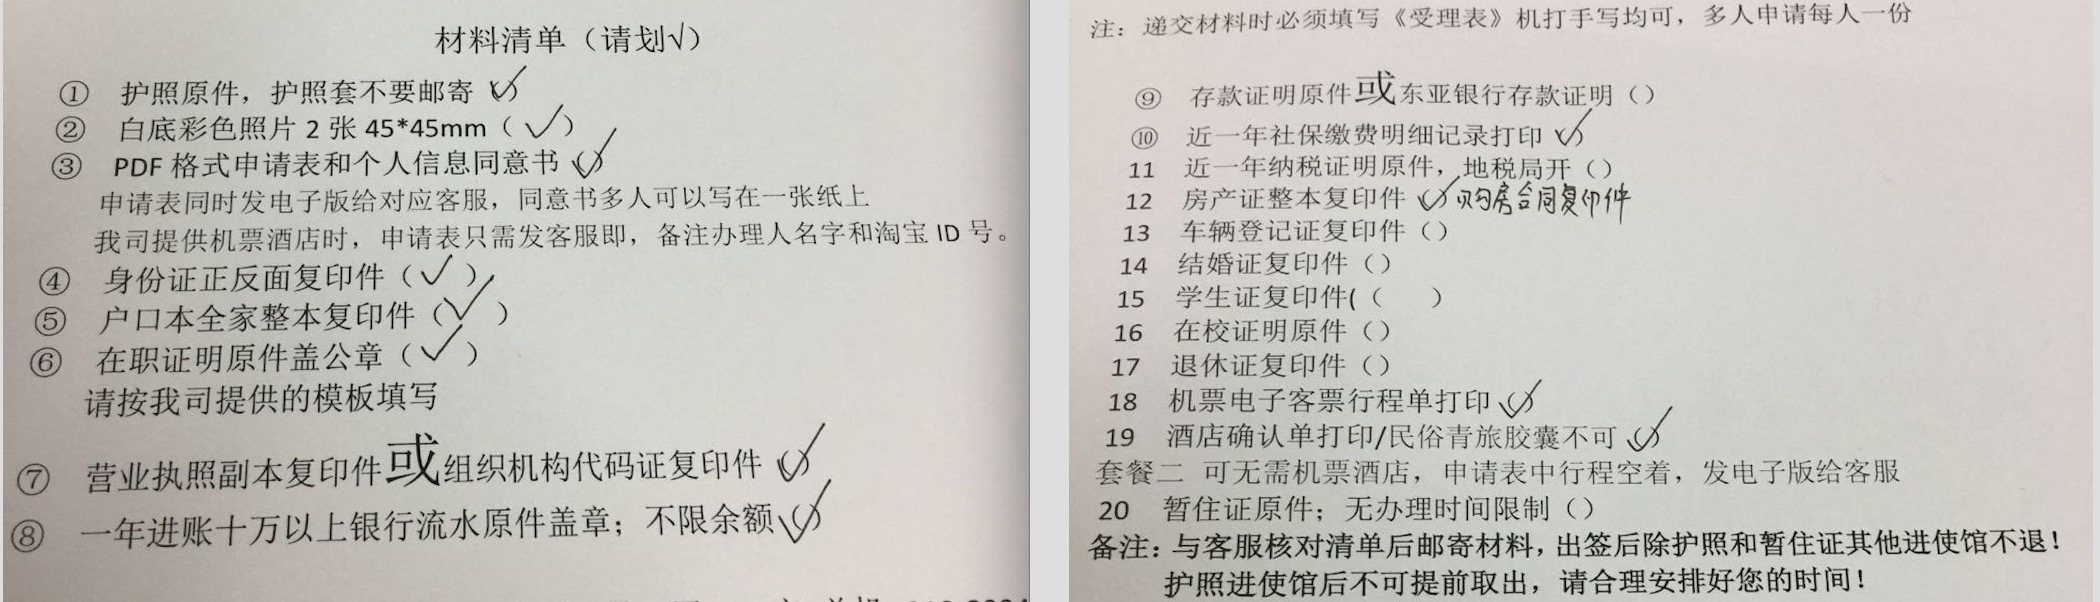 材料清单（请划√）
① 护照原件，护照套不要邮寄（✓）
② 白底彩色照片 2 张 45*45mm（✓）
③ PDF 格式申请表和个人信息同意书（✓）
申请表同时发电子版给对应客服，同意书多人可以写在一张纸上
我司提供机票酒店时，申请表只需发客服即，备注办理人名字和淘宝 ID 号。
④ 身份证正反面复印件（✓）
⑤ 户口本全家整本复印件（✓）
⑥ 在职证明原件盖公章（✓）
请按我司提供的模板填写
⑦ 营业执照副本复印件或组织机构代码证复印件（✓）
⑧ 一年进账十万以上银行流水原件盖章；不限余额（✓）
注：递交材料时必须填写《受理表》机打手写均可，多人申请每人一份
⑨ 存款证明原件或东亚银行存款证明（）
⑩ 近一年社保缴费明细记录打印（✓）
11 近一年纳税证明原件，地税局开（）
12 房产证整本复印件（✓）购房合同复印件
13 车辆登记证复印件（）
14 结婚证复印件（）
15 学生证复印件(（ ）
16 在校证明原件（）
17 退休证复印件（）
18 机票电子客票行程单打印（✓）
19 酒店确认单打印/民俗青旅胶囊不可（✓）
套餐二 可无需机票酒店，申请表中行程空着，发电子版给客服
20 暂住证原件；无办理时间限制（）
备注：与客服核对清单后邮寄材料，出签后除护照和暂住证其他进使馆不退！
护照进使馆后不可提前取出，请合理安排好您的时间！